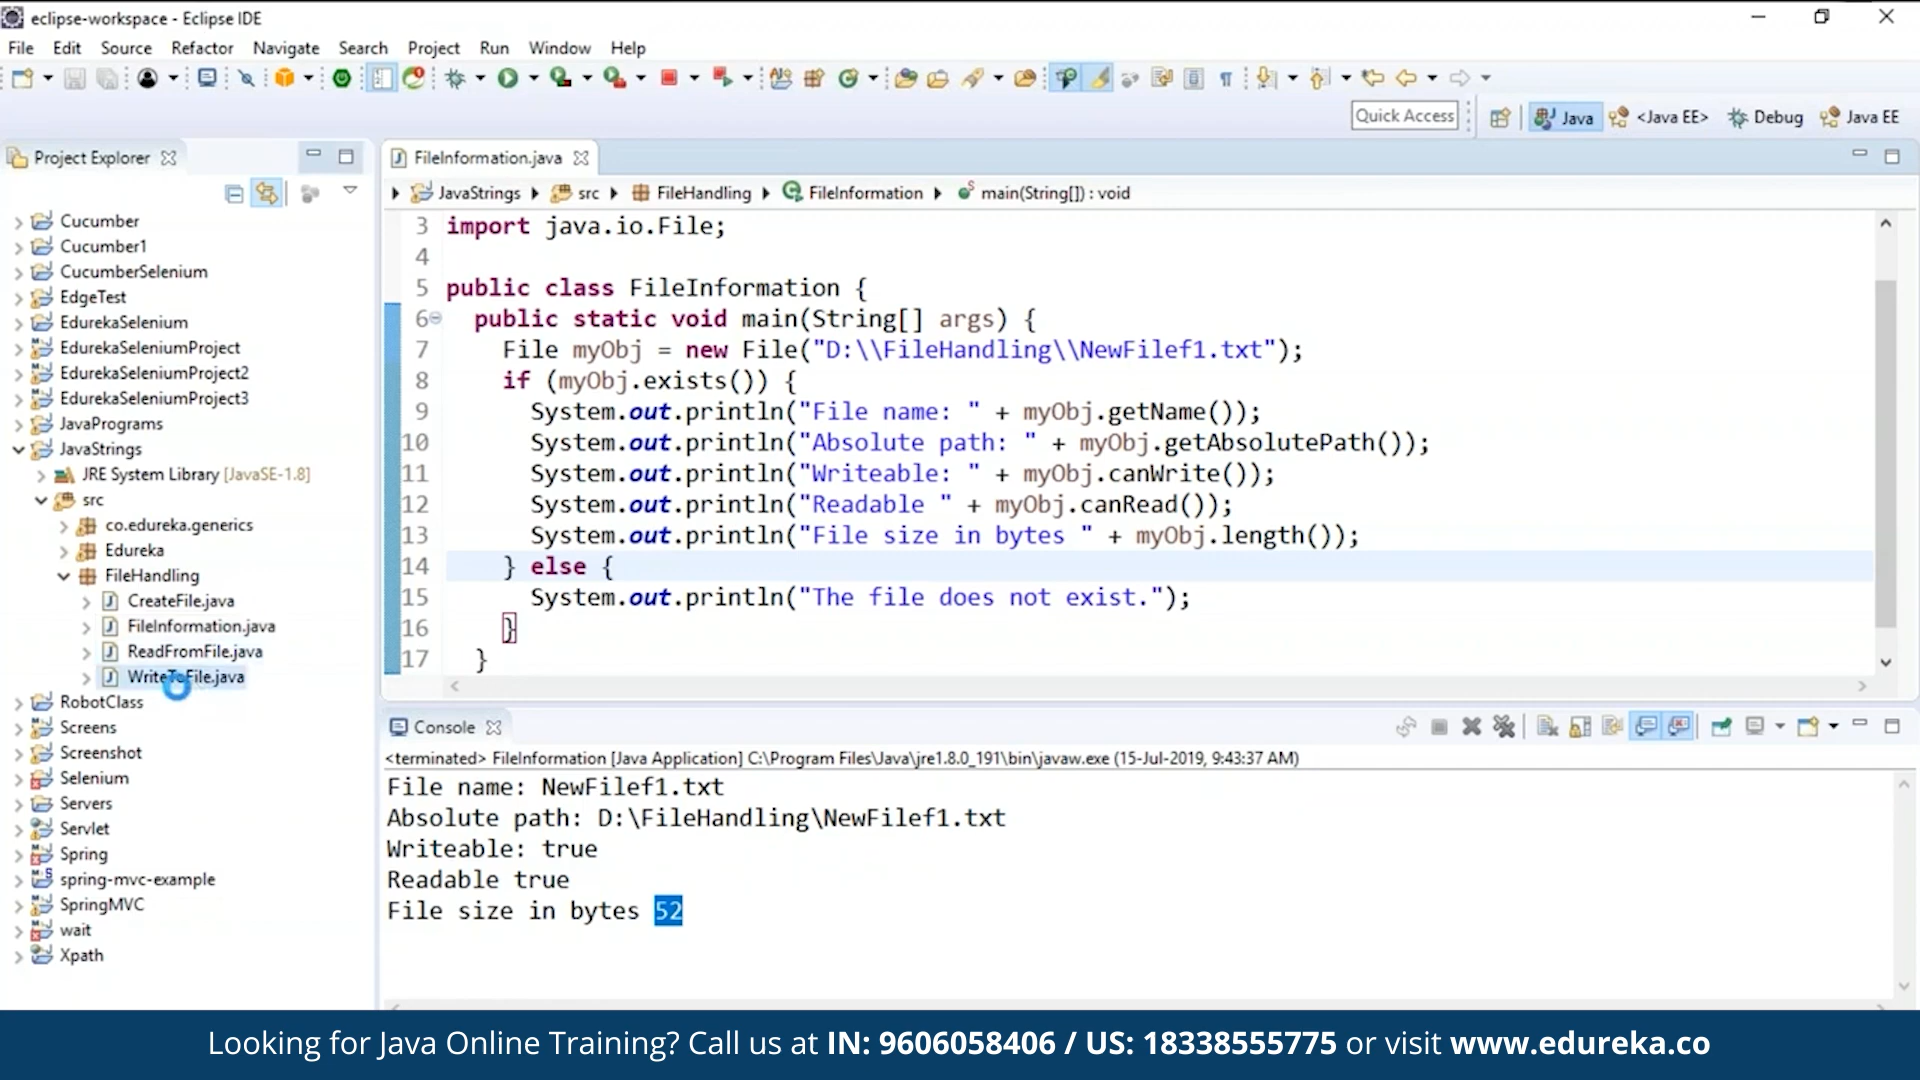 eclipse-workspace - Eclipse IDE
File Edit Source Refactor Navigate Search Project Run Window Help
Quick Access Java <Java EE> Debug Java EE
Project Explorer
Cucumber
Cucumber1
CucumberSelenium
EdgeTest
EdurekaSelenium
EdurekaSeleniumProject
EdurekaSeleniumProject2
EdurekaSeleniumProject3
JavaPrograms
JavaStrings
JRE System Library [JavaSE-1.8]
src
co.edureka.generics
Edureka
FileHandling
CreateFile.java
FileInformation.java
ReadFromFile.java
WriteToFile.java
RobotClass
Screens
Screenshot
Selenium
Servers
Servlet
Spring
spring-mvc-example
SpringMVC
wait
Xpath
FileInformation.java
JavaStrings src FileHandling FileInformation main(String[]) : void
3 import java.io.File;
4
5 public class FileInformation {
6 public static void main(String[] args) {
7 File myObj = new File("D:\\FileHandling\\NewFilef1.txt");
8 if (myObj.exists()) {
9 System.out.println("File name: " + myObj.getName());
10 System.out.println("Absolute path: " + myObj.getAbsolutePath());
11 System.out.println("Writeable: " + myObj.canWrite());
12 System.out.println("Readable " + myObj.canRead());
13 System.out.println("File size in bytes " + myObj.length());
14 } else {
15 System.out.println("The file does not exist.");
16 }
17 }
Console
<terminated> FileInformation [Java Application] C:\Program Files\Java\jre1.8.0_191\bin\javaw.exe (15-Jul-2019, 9:43:37 AM)
File name: NewFilef1.txt
Absolute path: D:\FileHandling\NewFilef1.txt
Writeable: true
Readable true
File size in bytes 52
Looking for Java Online Training? Call us at IN: 9606058406 / US: 18338555775 or visit www.edureka.co